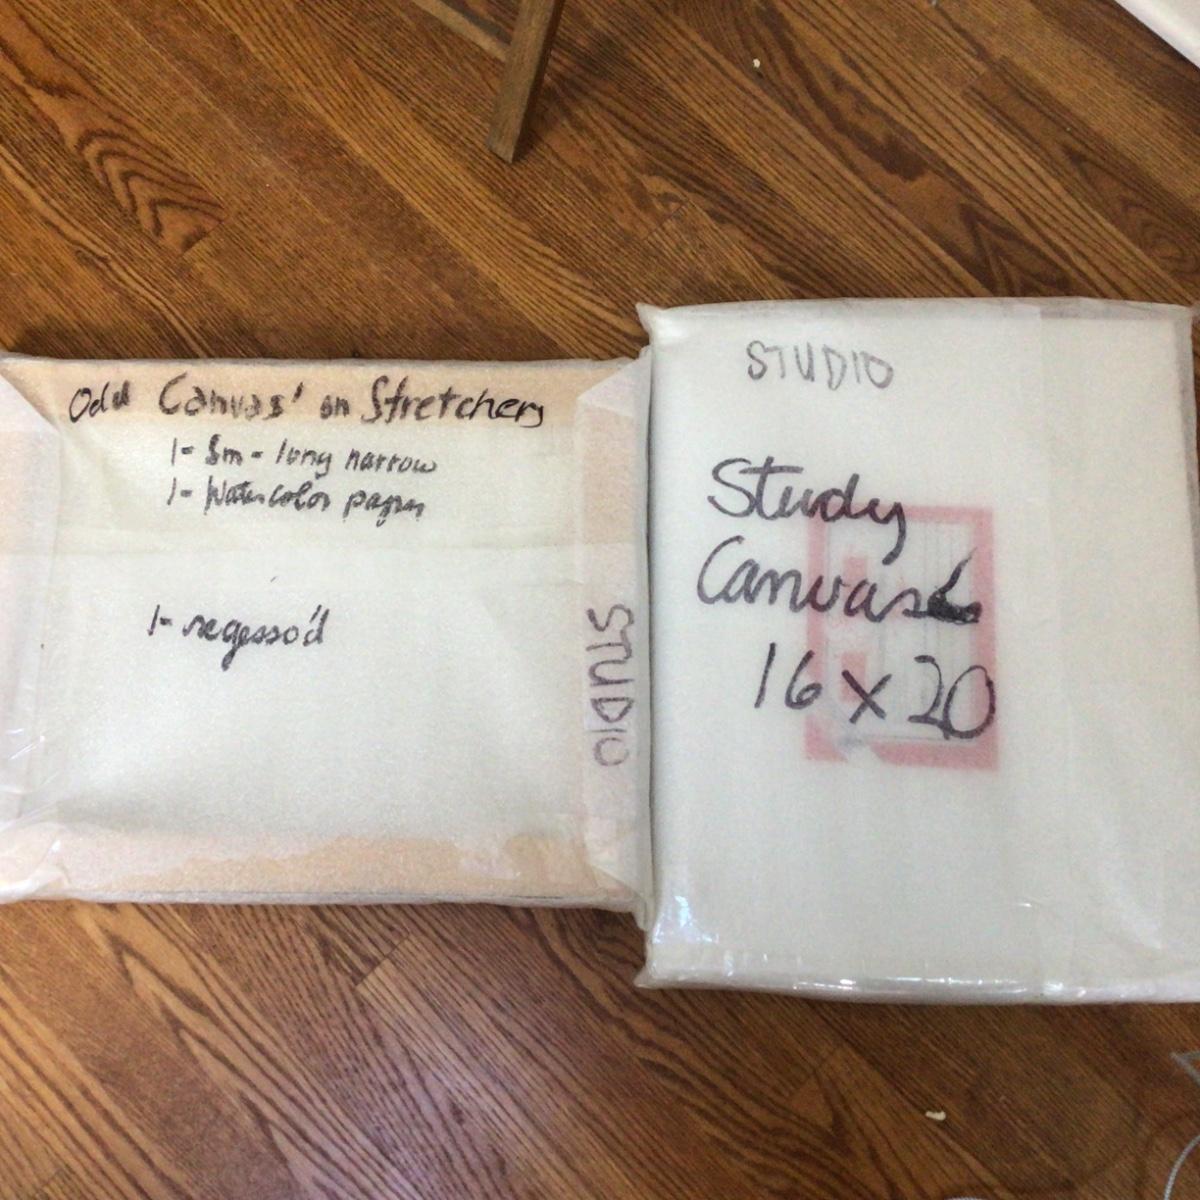 Odd Canvas' on Stretchers
1- Sm - long narrow
1- Watercolor paper
1- regesso'd
STUDIO
STUDIO
Study
Canvas
16 x 20